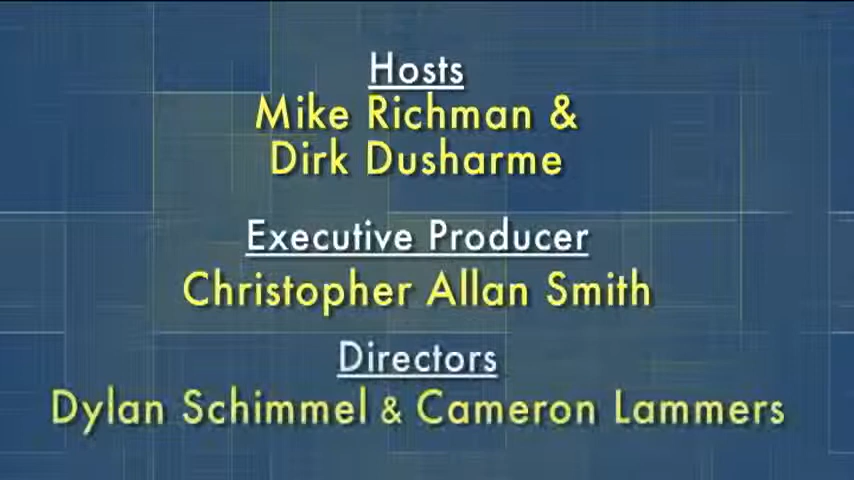 Hosts
Mike Richman &
Dirk Dusharme
Executive Producer
Christopher Allan Smith
Directors
Dylan Schimmel & Cameron Lammers